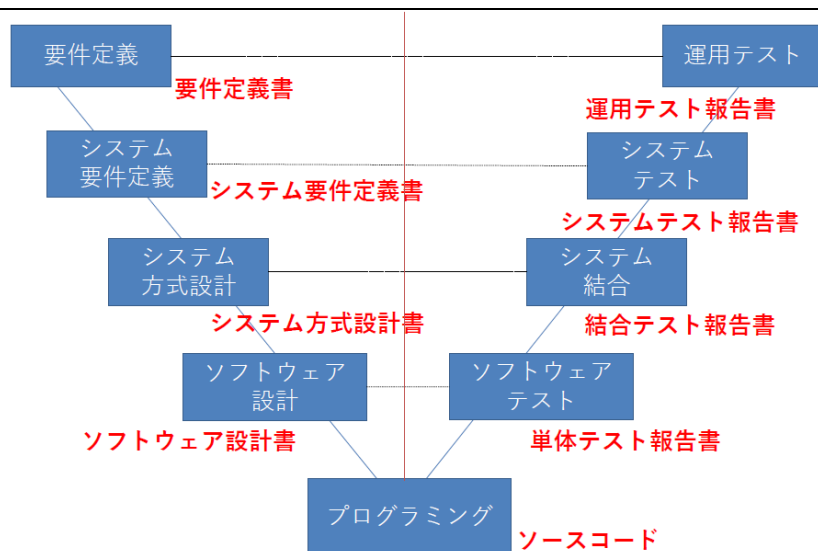 要件定義
運用テスト
要件定義書
運用テスト報告書
システム
要件定義
システム
テスト
システム要件定義書
システムテスト報告書
システム
方式設計
システム
結合
システム方式設計書
結合テスト報告書
ソフトウェア
設計
ソフトウェア
テスト
ソフトウェア設計書
単体テスト報告書
プログラミング
ソースコード